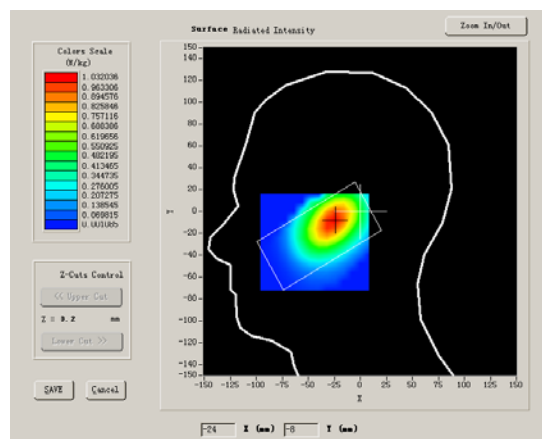 Surface Radiated Intensity
Zoom In/Out
Colors Scale
(W/kg)
1.032036
0.963306
0.894576
0.825846
0.757116
0.688386
0.619656
0.550925
0.482195
0.413465
0.344735
0.276005
0.207275
0.138545
0.069815
0.001085
150
120
100
80
60
40
20
0
-20
-40
-60
-80
-100
-120
-140
-150
-150 -125 -100 -75 -50 -25 0 25 50 75 100 125 150
X
Z-Cuts Control
<< Upper Cut
Z = 0.2 mm
Lower Cut >>
SAVE Cancel
-24 X (mm) -8 Y (mm)